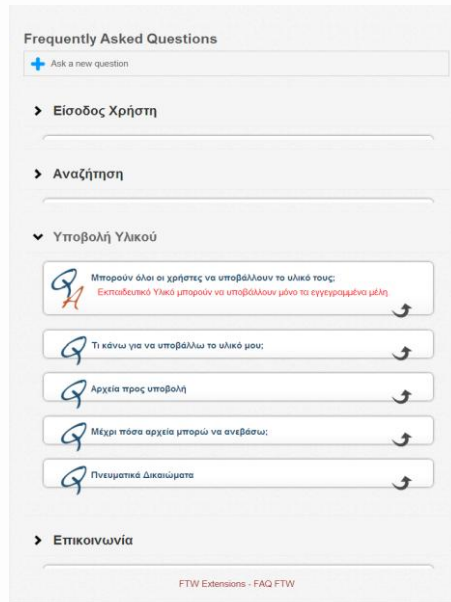 Frequently Asked Questions
Ask a new question
Είσοδος Χρήστη
Αναζήτηση
Υποβολή Υλικού
Μπορούν όλοι οι χρήστες να υποβάλλουν το υλικό τους;
Εκπαιδευτικό Υλικό μπορούν να υποβάλλουν μόνο τα εγγεγραμμένα μέλη
Τι κάνω για να υποβάλλω το υλικό μου;
Αρχεία προς υποβολή
Μέχρι πόσα αρχεία μπορώ να ανεβάσω;
Πνευματικά Δικαιώματα
Επικοινωνία
FTW Extensions - FAQ FTW